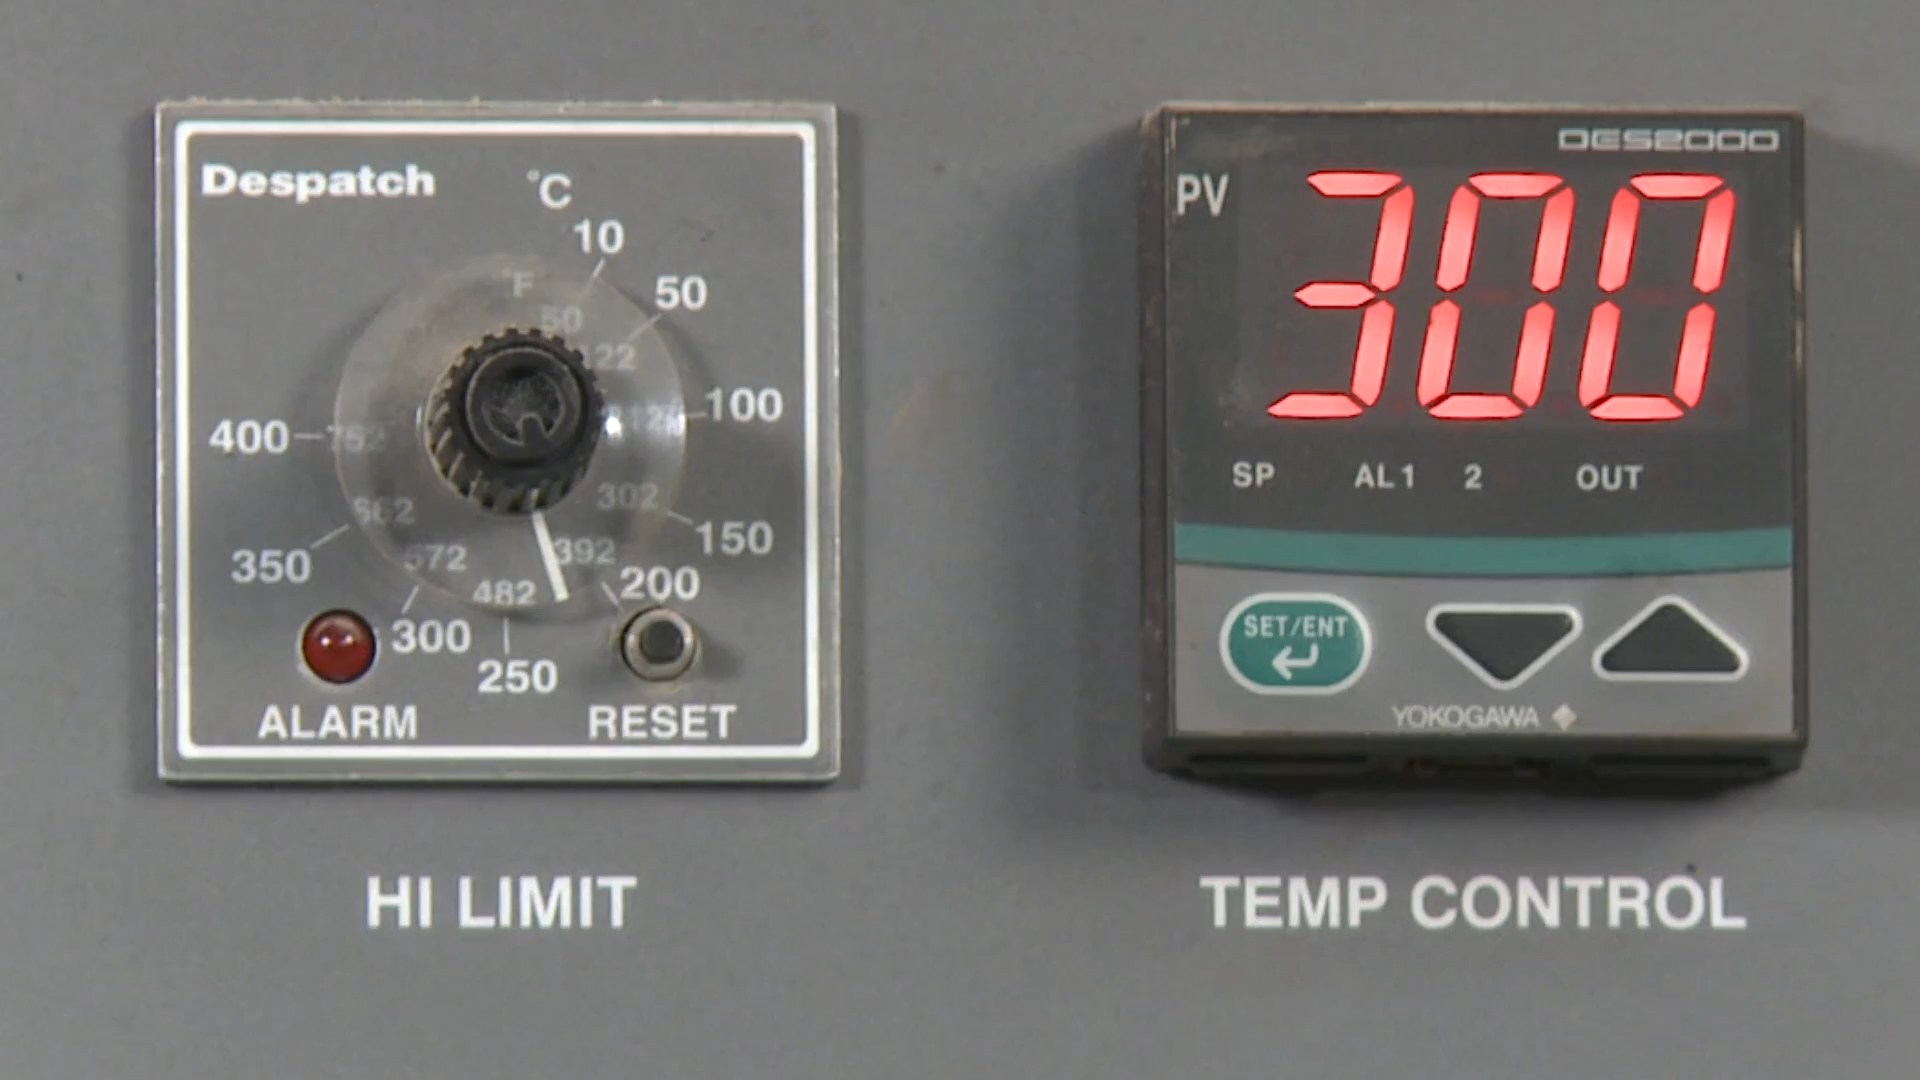 Despatch
°C
10
50
100
150
200
250
300
350
400
°F
50
122
212
302
392
482
572
662
752
ALARM
RESET
HI LIMIT
DES2000
PV
300
SP AL1 2 OUT
SET/ENT
YOKOGAWA
TEMP CONTROL